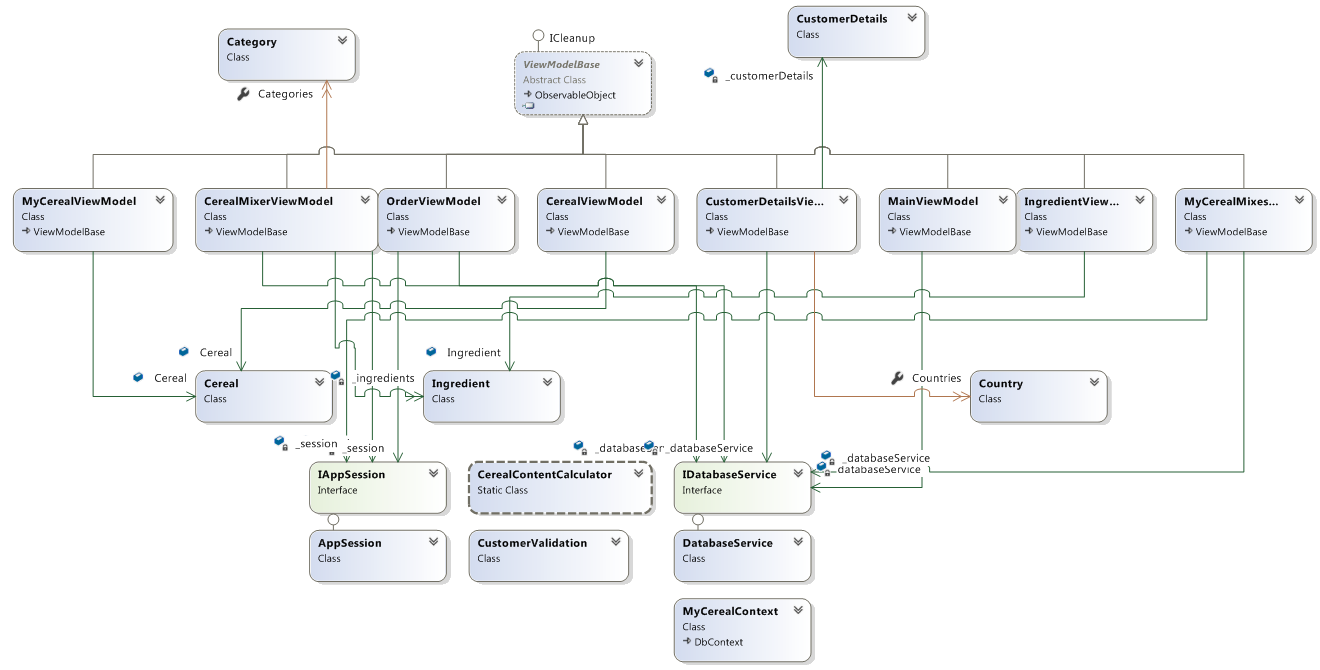 CustomerDetails
Class
Category
Class
ICleanup
ViewModelBase
Abstract Class
ObservableObject
_customerDetails
Categories
MyCerealViewModel
Class
ViewModelBase
CerealMixerViewModel
Class
ViewModelBase
OrderViewModel
Class
ViewModelBase
CerealViewModel
Class
ViewModelBase
CustomerDetailsVie...
Class
ViewModelBase
MainViewModel
Class
ViewModelBase
IngredientView...
Class
ViewModelBase
MyCerealMixes...
Class
ViewModelBase
Cereal
Cereal
Ingredient
_ingredients
Countries
Cereal
Class
Ingredient
Class
Country
Class
_session
_session
_databaseSer
_databaseService
_databaseService
_databaseService
IAppSession
Interface
CerealContentCalculator
Static Class
IDatabaseService
Interface
AppSession
Class
CustomerValidation
Class
DatabaseService
Class
MyCerealContext
Class
DbContext